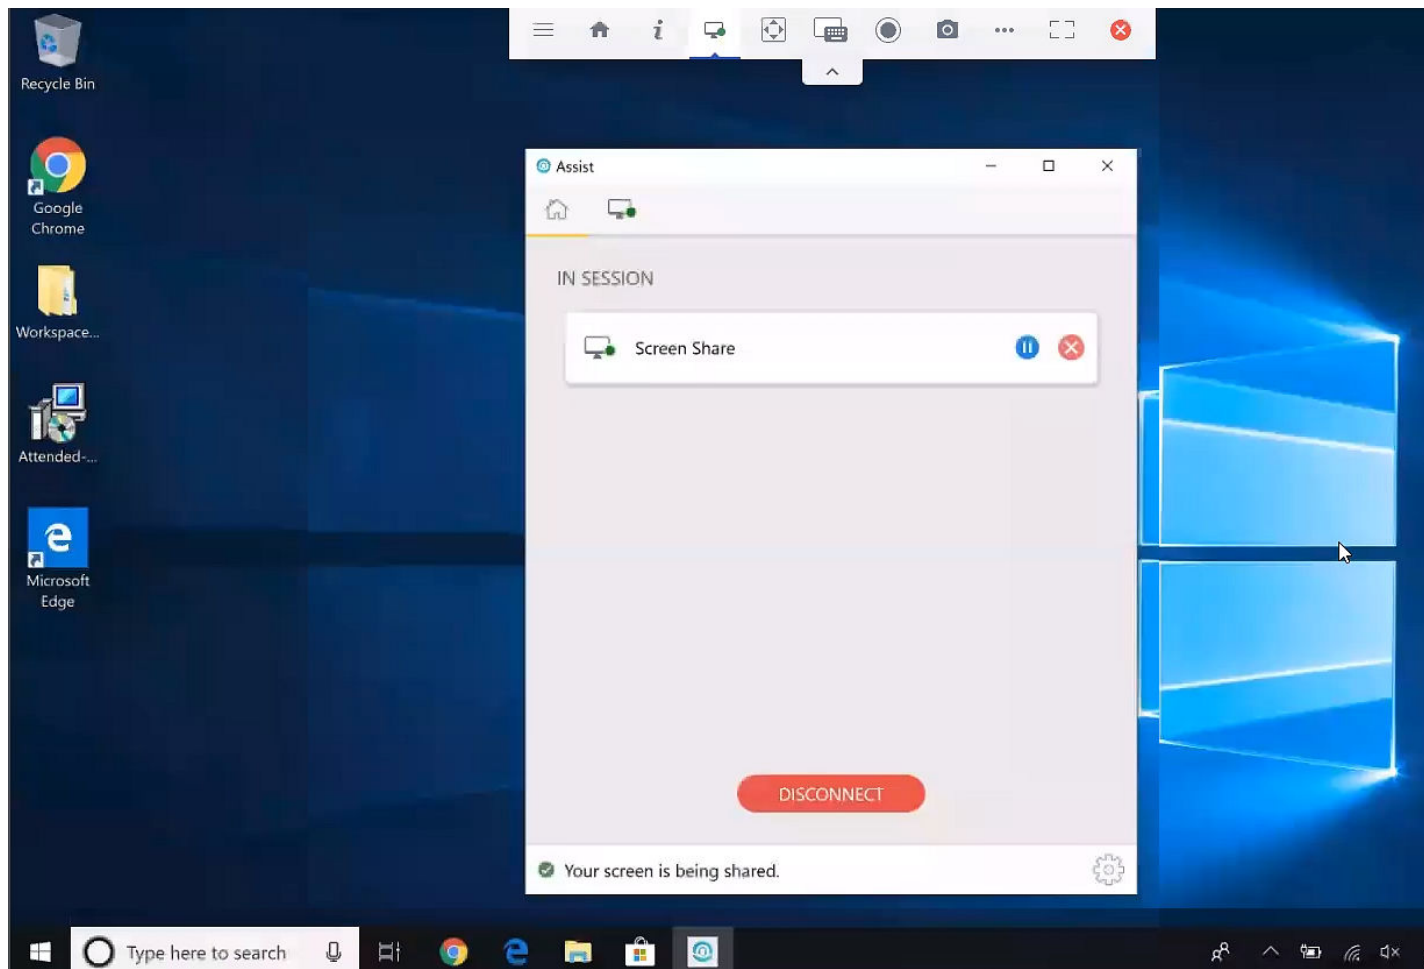 Recycle Bin
Google
Chrome
Workspace...
Attended-...
Microsoft
Edge
Assist
IN SESSION
Screen Share
DISCONNECT
Your screen is being shared.
Type here to search